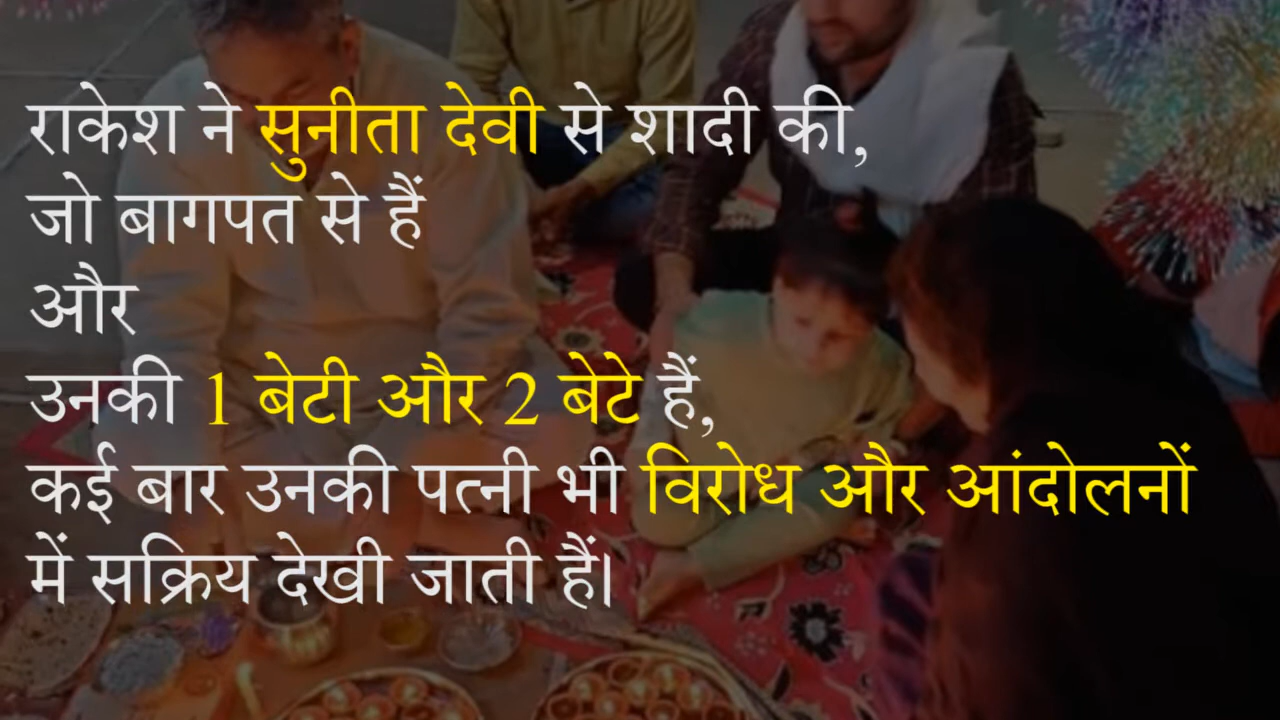 राकेश ने सुनीता देवी से शादी की,
जो बागपत से हैं
और
उनकी 1 बेटी और 2 बेटे हैं,
कई बार उनकी पत्नी भी विरोध और आंदोलनों
में सक्रिय देखी जाती हैं।